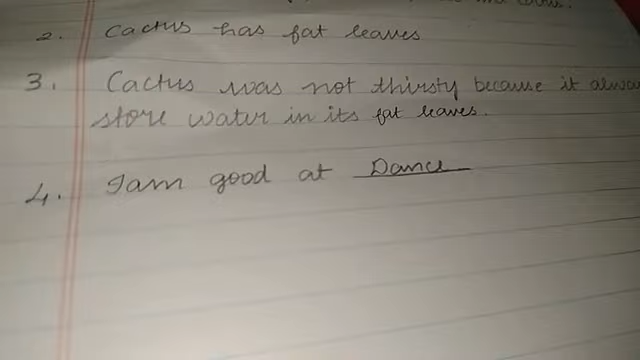 2. Cactus has fat leaves
3. Cactus was not thirsty because it
store water in its fat leaves.
4. I am good at Dance